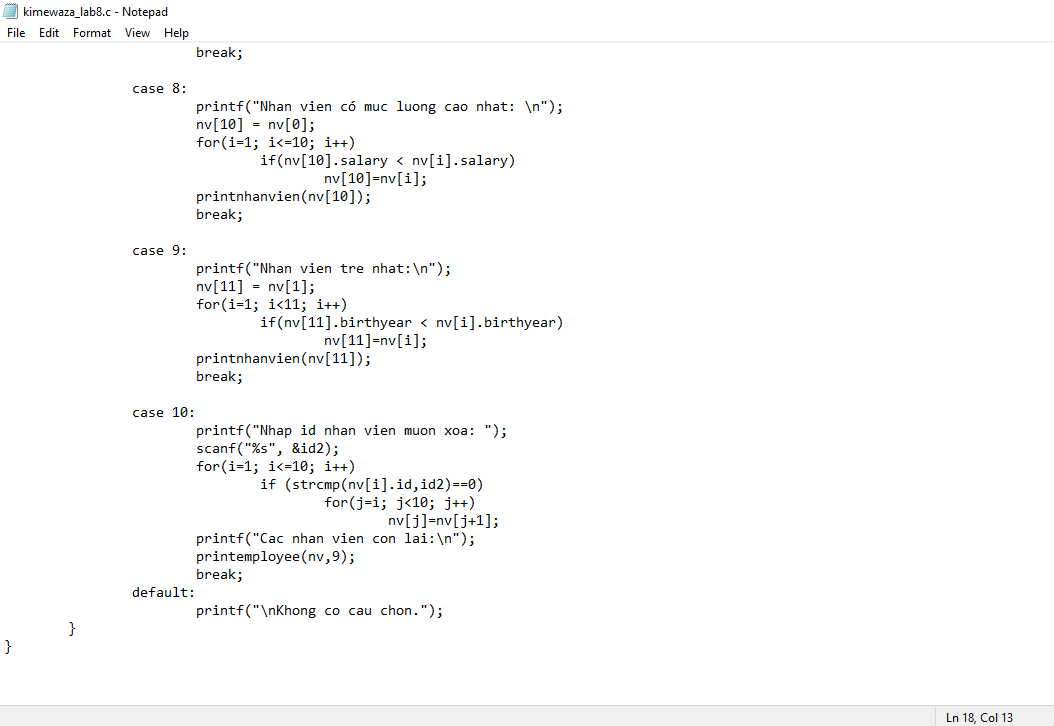 kimewaza_lab8.c - Notepad
File Edit Format View Help
break;
case 8:
printf("Nhan vien có muc luong cao nhat: \n");
nv[10] = nv[0];
for(i=1; i<=10; i++)
if(nv[10].salary < nv[i].salary)
nv[10]=nv[i];
printnhanvien(nv[10]);
break;
case 9:
printf("Nhan vien tre nhat:\n");
nv[11] = nv[1];
for(i=1; i<11; i++)
if(nv[11].birthyear < nv[i].birthyear)
nv[11]=nv[i];
printnhanvien(nv[11]);
break;
case 10:
printf("Nhap id nhan vien muon xoa: ");
scanf("%s", &id2);
for(i=1; i<=10; i++)
if (strcmp(nv[i].id,id2)==0)
for(j=i; j<10; j++)
nv[j]=nv[j+1];
printf("Cac nhan vien con lai:\n");
printemployee(nv,9);
break;
default:
printf("\nKhong co cau chon.");
}
}
Ln 18, Col 13